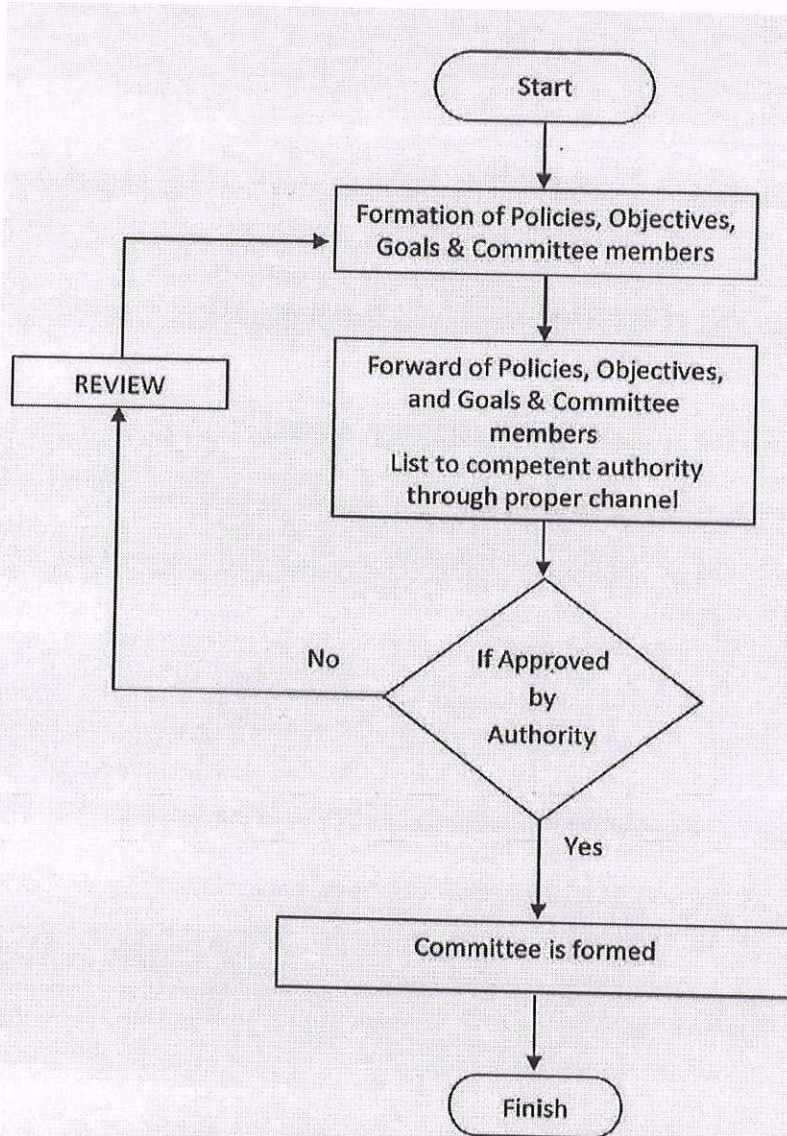 Start
Formation of Policies, Objectives,
Goals & Committee members
REVIEW
Forward of Policies, Objectives,
and Goals & Committee
members
List to competent authority
through proper channel
No
If Approved
by
Authority
Yes
Committee is formed
Finish